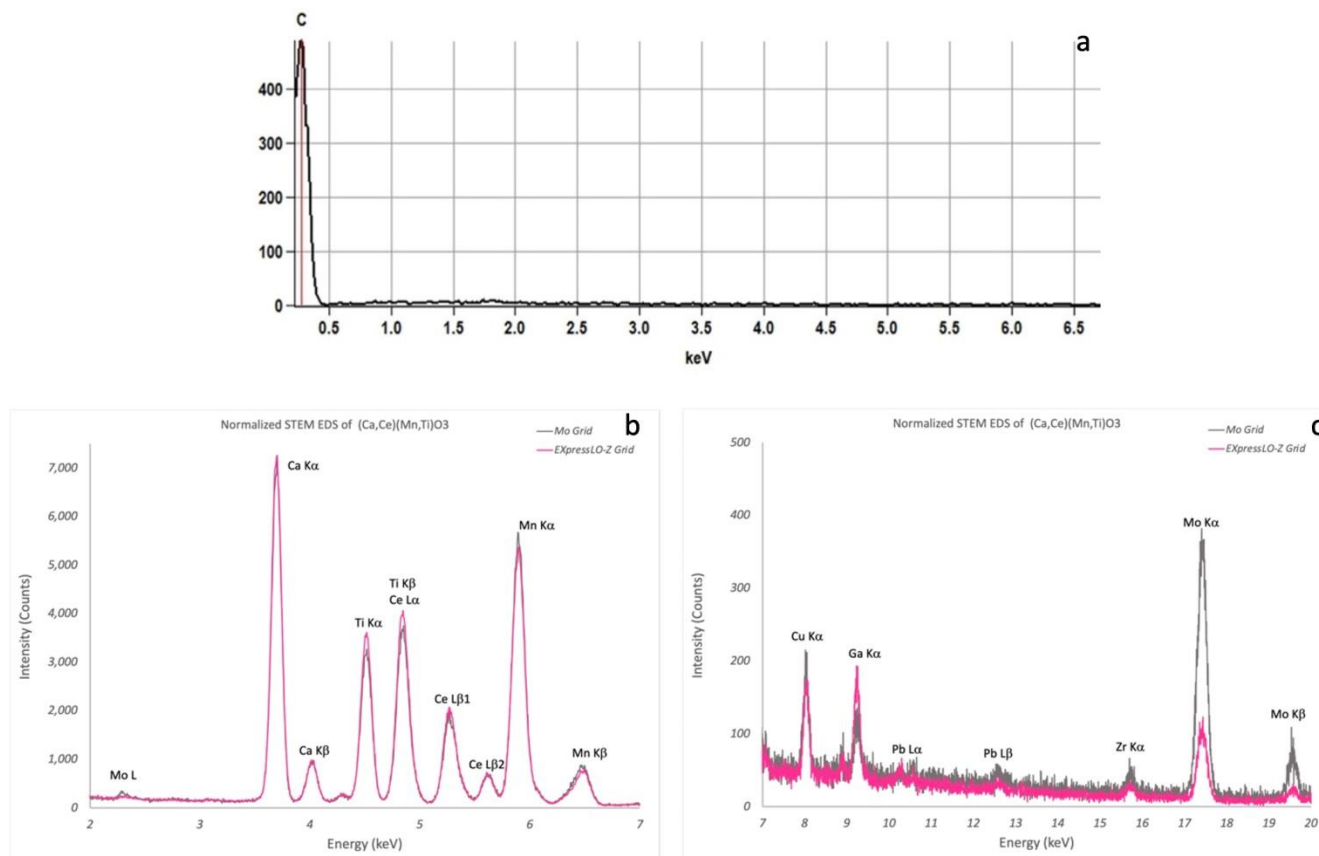 C
a
400
300
200
100
0
0.5 1.0 1.5 2.0 2.5 3.0 3.5 4.0 4.5 5.0 5.5 6.0 6.5
keV
Normalized STEM EDS of (Ca,Ce)(Mn,Ti)O3
b
Mo Grid
EXpressLO-Z Grid
7,000
6,000
5,000
4,000
3,000
2,000
1,000
0
Intensity (Counts)
Ca Kα
Mn Kα
Ti Kβ
Ce Lα
Ti Kα
Ce Lβ1
Ca Kβ
Ce Lβ2
Mn Kβ
Mo L
2 3 4 5 6 7
Energy (keV)
Normalized STEM EDS of (Ca,Ce)(Mn,Ti)O3
c
Mo Grid
EXpressLO-Z Grid
500
400
300
200
100
0
Intensity (Counts)
Mo Kα
Cu Kα
Ga Kα
Mo Kβ
Pb Lα
Pb Lβ
Zr Kα
7 8 9 10 11 12 13 14 15 16 17 18 19 20
Energy (keV)